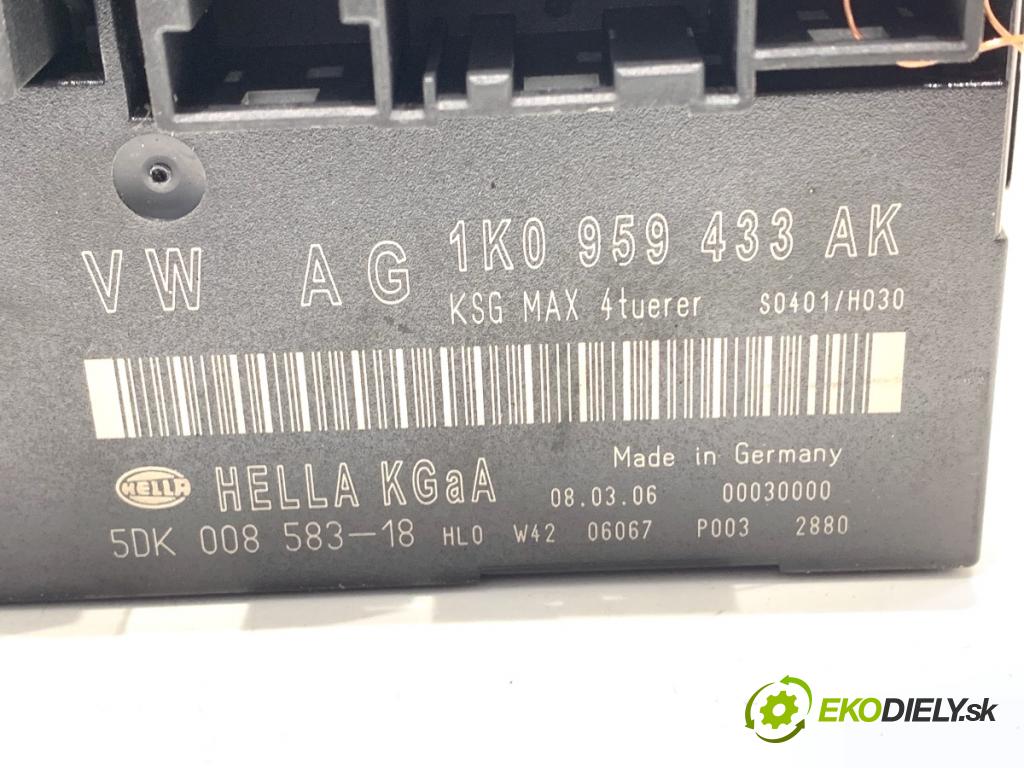 VW AG 1K0 959 433 AK
KSG MAX 4tuerer S0401/H030
Made in Germany
HELLA HELLA KGaA 08.03.06 00030000
5DK 008 583-18 HL0 W42 06067 P003 2880
EKODIELY.sk